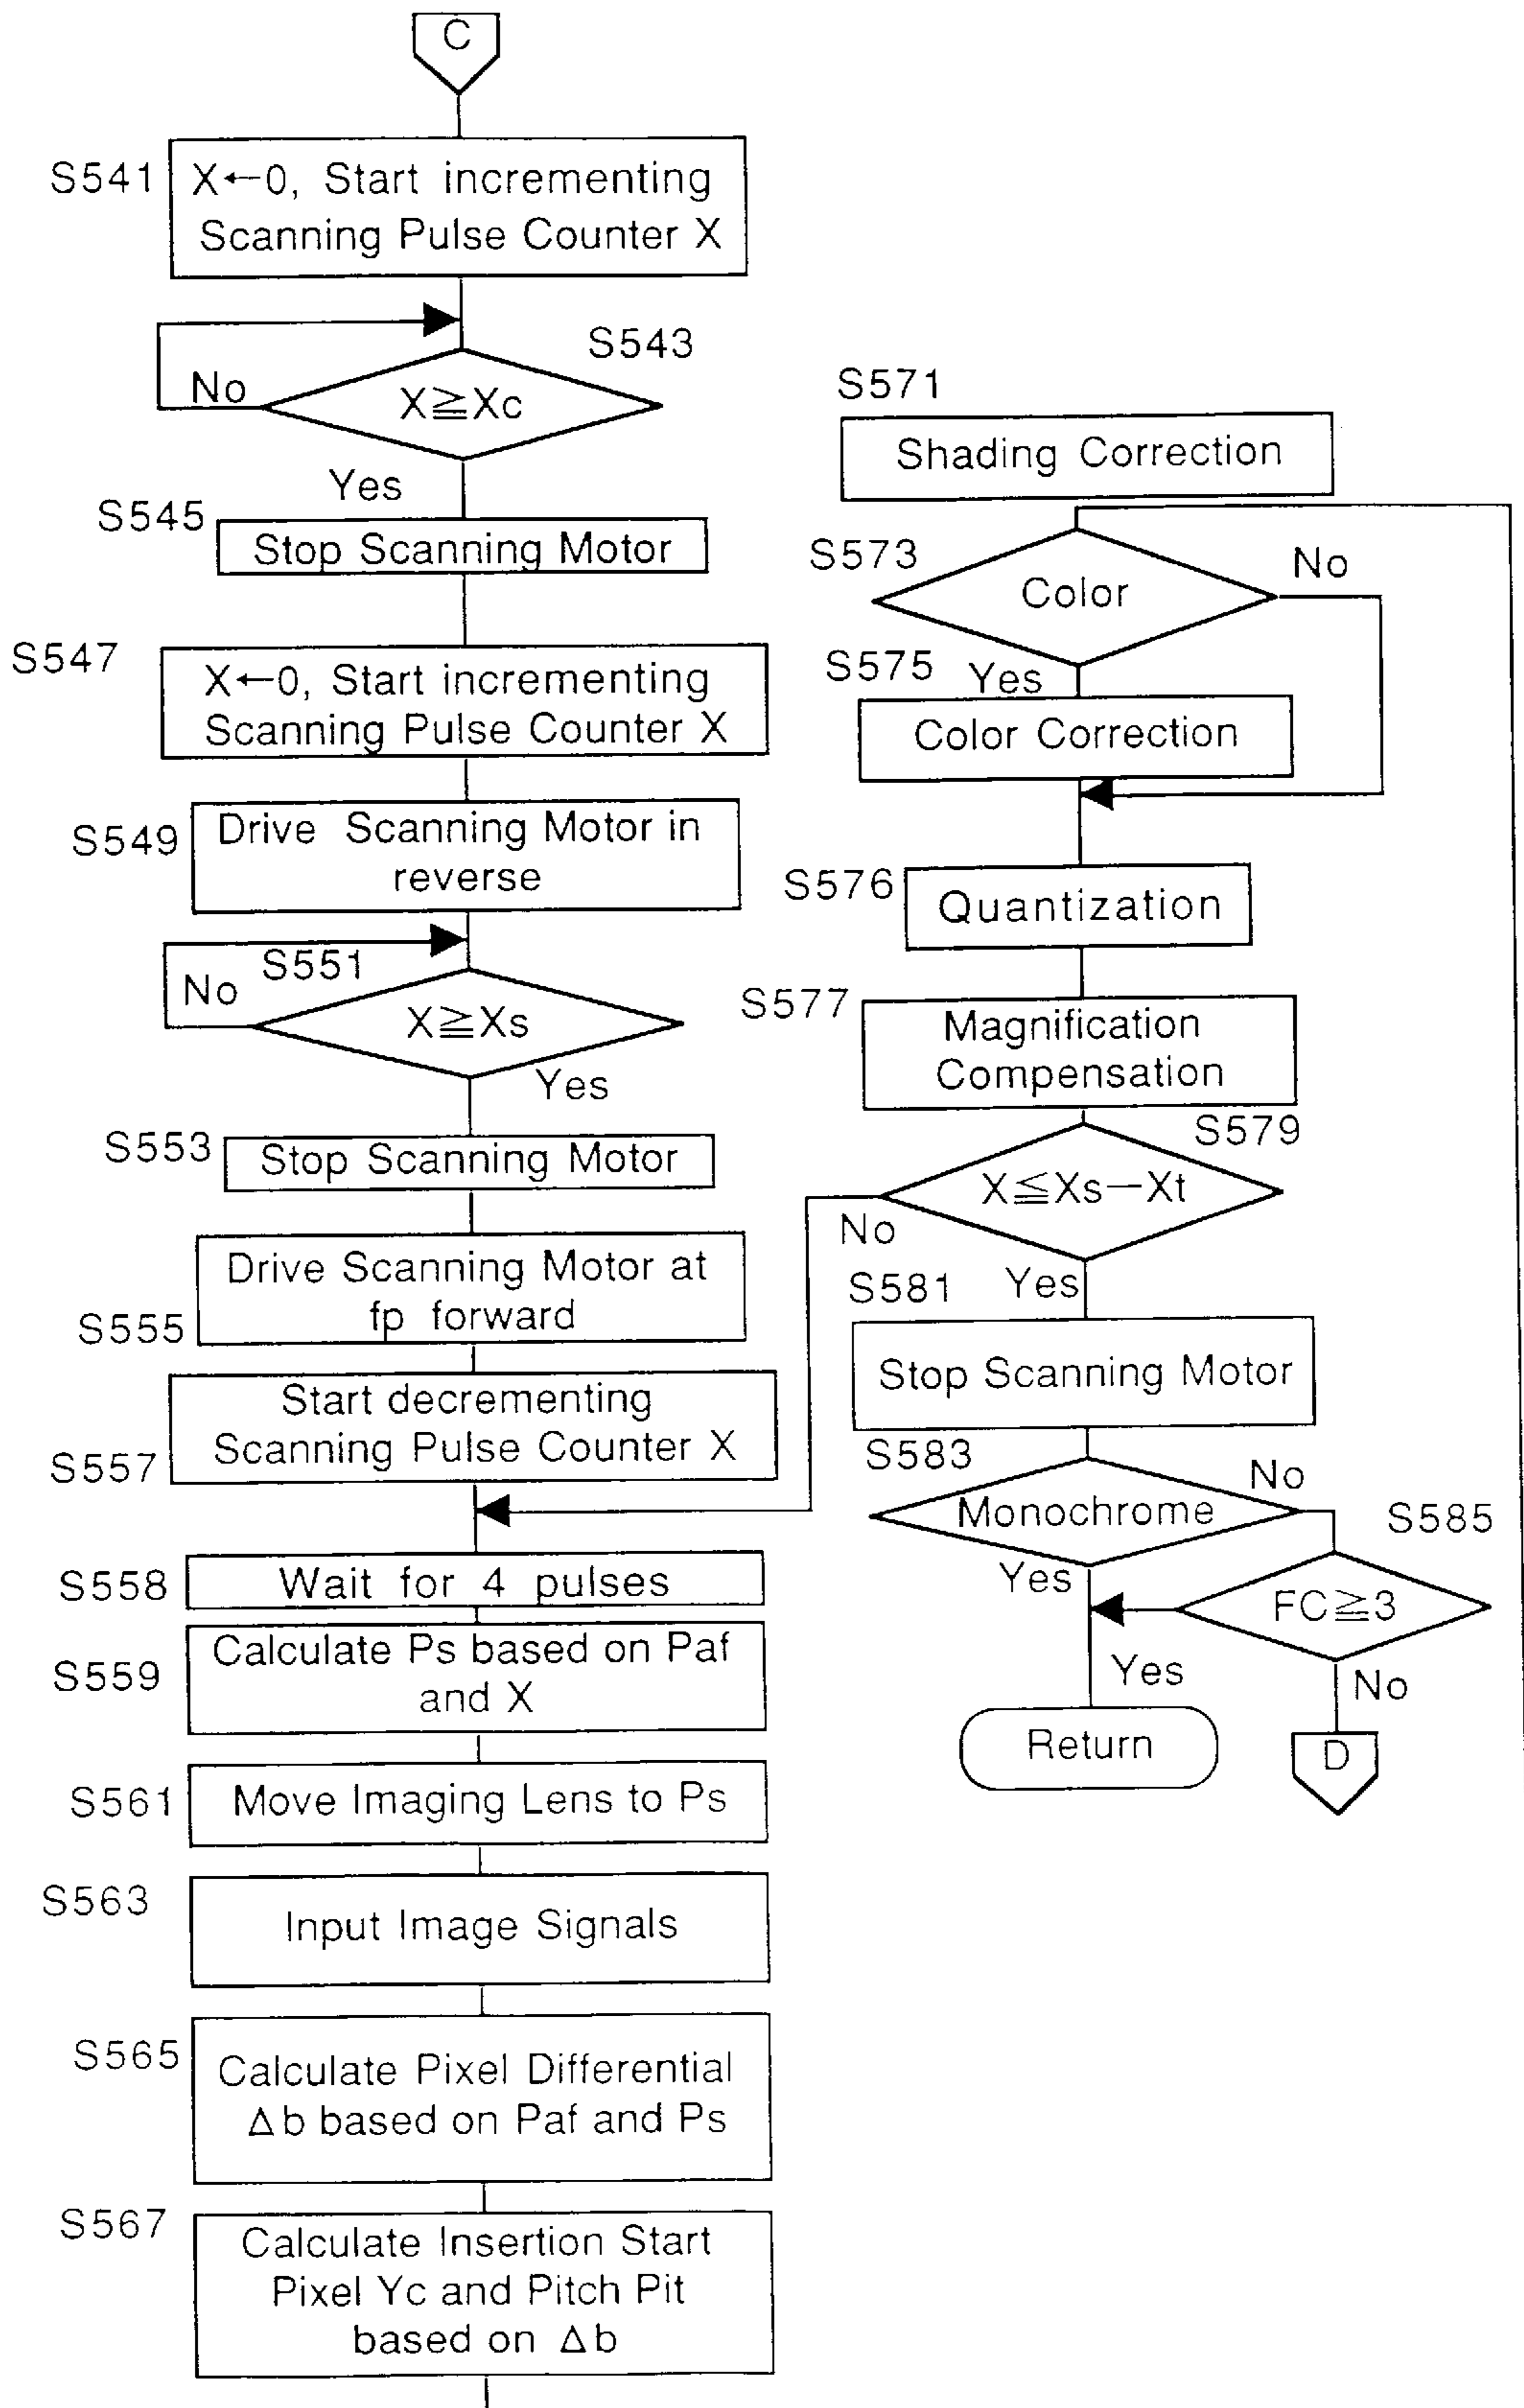 C
S541
X←0, Start incrementing
Scanning Pulse Counter X
S543
No
X≧Xc
Yes
S545
Stop Scanning Motor
S547
X←0, Start incrementing
Scanning Pulse Counter X
S549
Drive Scanning Motor in
reverse
S551
No
X≧Xs
Yes
S553
Stop Scanning Motor
Drive Scanning Motor at
fp forward
S555
Start decrementing
Scanning Pulse Counter X
S557
S558
Wait for 4 pulses
S559
Calculate Ps based on Paf
and X
S561
Move Imaging Lens to Ps
S563
Input Image Signals
S565
Calculate Pixel Differential
Δb based on Paf and Ps
S567
Calculate Insertion Start
Pixel Yc and Pitch Pit
based on Δb
S571
Shading Correction
S573
Color
No
S575
Yes
Color Correction
S576
Quantization
S577
Magnification
Compensation
S579
X≦Xs−Xt
No
S581
Yes
Stop Scanning Motor
S583
No
Monochrome
S585
Yes
FC≧3
Yes
No
Return
D